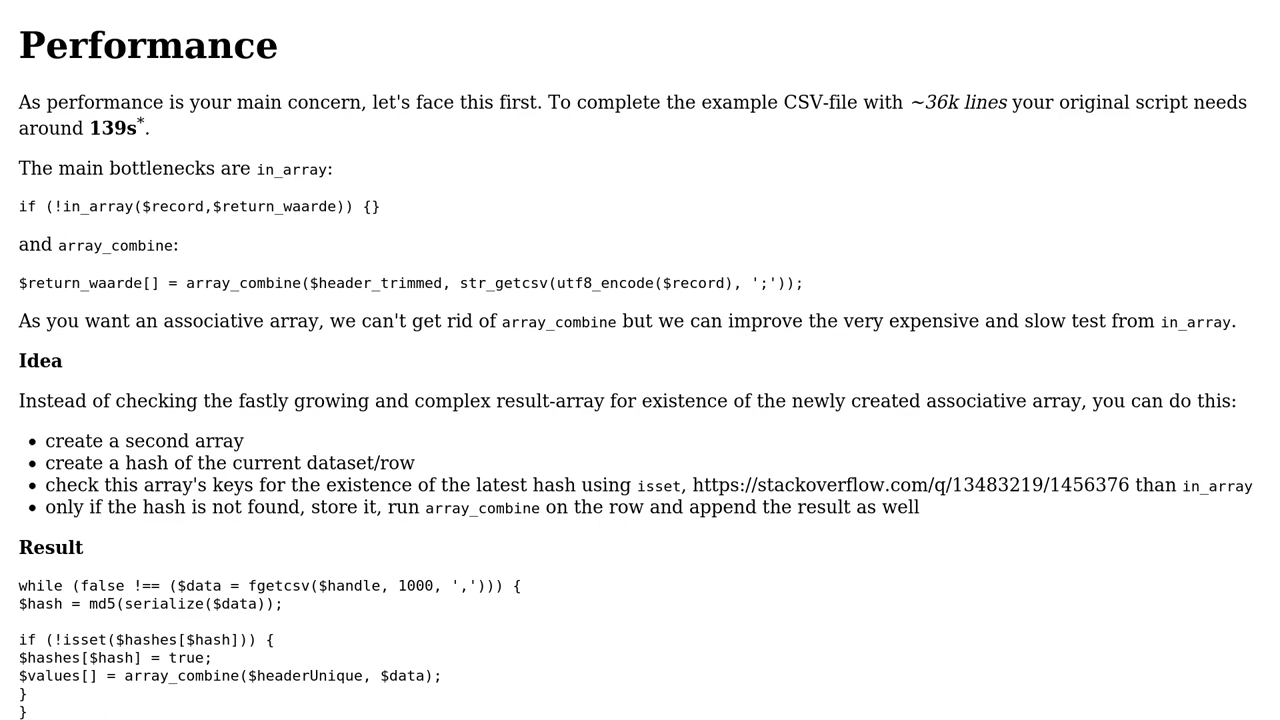 Performance
As performance is your main concern, let's face this first. To complete the example CSV-file with ~36k lines your original script needs
around 139s*.
The main bottlenecks are in_array:
if (!in_array($record,$return_waarde)) {}
and array_combine:
$return_waarde[] = array_combine($header_trimmed, str_getcsv(utf8_encode($record), ';'));
As you want an associative array, we can't get rid of array_combine but we can improve the very expensive and slow test from in_array.
Idea
Instead of checking the fastly growing and complex result-array for existence of the newly created associative array, you can do this:
• create a second array
• create a hash of the current dataset/row
• check this array's keys for the existence of the latest hash using isset, https://stackoverflow.com/q/13483219/1456376 than in_array
• only if the hash is not found, store it, run array_combine on the row and append the result as well
Result
while (false !== ($data = fgetcsv($handle, 1000, ','))) {
$hash = md5(serialize($data));
if (!isset($hashes[$hash])) {
$hashes[$hash] = true;
$values[] = array_combine($headerUnique, $data);
}
}